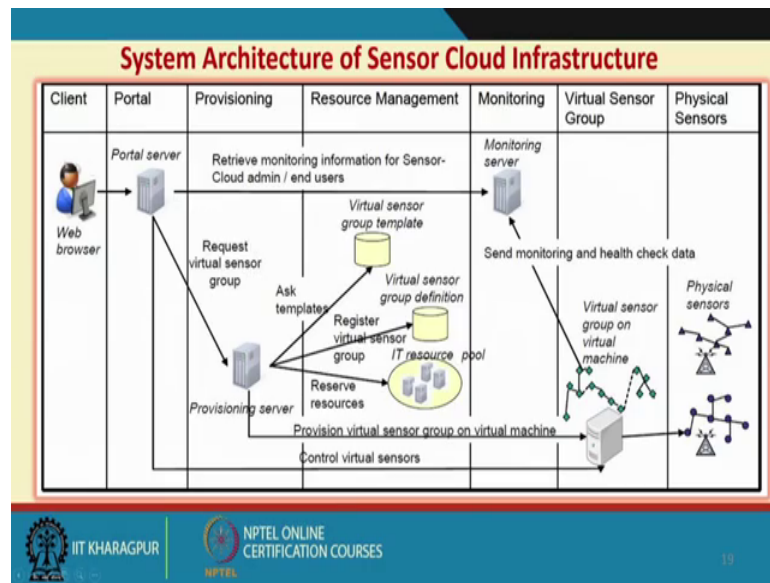 System Architecture of Sensor Cloud Infrastructure
Client
Portal
Provisioning
Resource Management
Monitoring
Virtual Sensor
Group
Physical
Sensors
Portal server
Retrieve monitoring information for Sensor-
Cloud admin / end users
Monitoring
server
Web
browser
Virtual sensor
group template
Request
virtual sensor
group
Send monitoring and health check data
Ask
templates
Virtual sensor
group definition
Physical
sensors
Register
virtual sensor
group
Virtual sensor
group on
virtual
machine
IT resource pool
Reserve
resources
Provisioning server
Provision virtual sensor group on virtual machine
Control virtual sensors
IIT KHARAGPUR
NPTEL
NPTEL ONLINE
CERTIFICATION COURSES
19